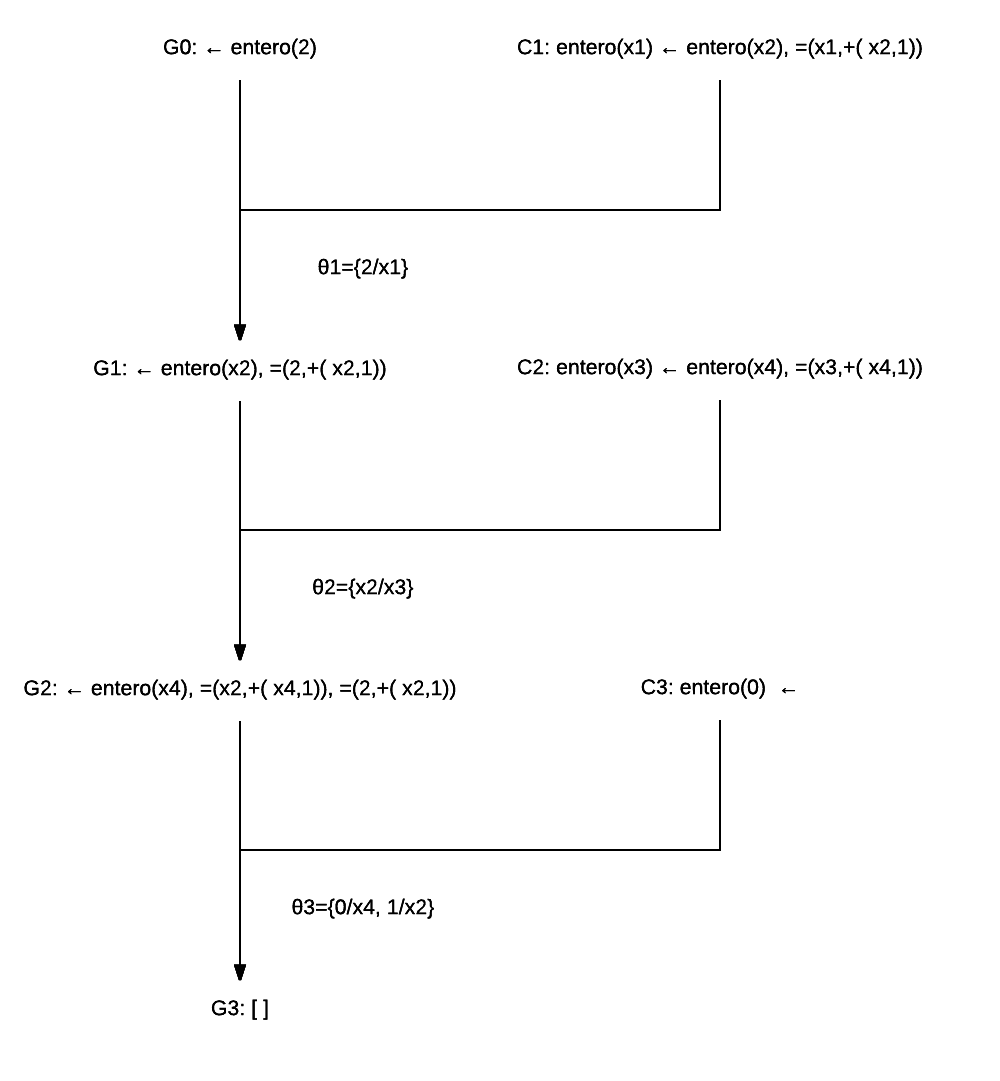 G0: ← entero(2)
C1: entero(x1) ← entero(x2), =(x1,+( x2,1))
θ1={2/x1}
G1: ← entero(x2), =(2,+( x2,1))
C2: entero(x3) ← entero(x4), =(x3,+( x4,1))
θ2={x2/x3}
G2: ← entero(x4), =(x2,+( x4,1)), =(2,+( x2,1))
C3: entero(0) ←
θ3={0/x4, 1/x2}
G3: [ ]